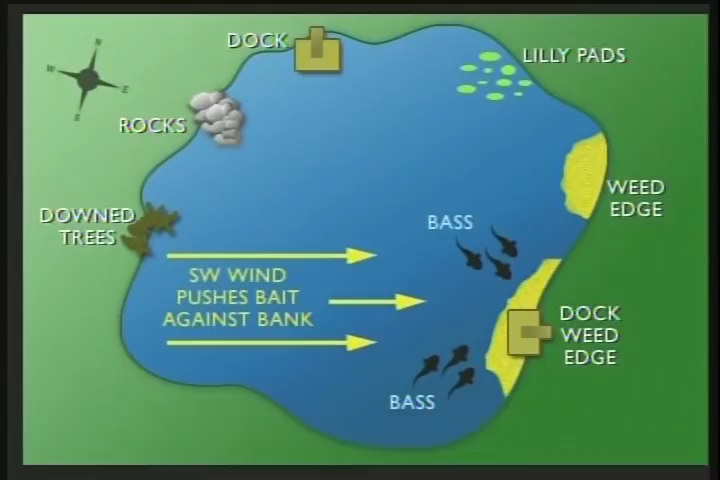 DOCK
LILLY PADS
N
W
E
ROCKS
WEED
EDGE
DOWNED
TREES
BASS
SW WIND
PUSHES BAIT
AGAINST BANK
DOCK
WEED
EDGE
BASS